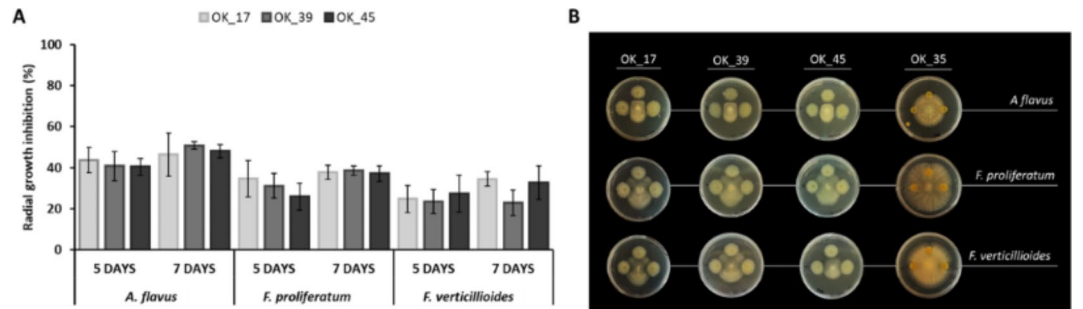 A
OK_17 OK_39 OK_45
Radial growth inhibition (%)
100
80
60
40
20
0
5 DAYS 7 DAYS 5 DAYS 7 DAYS 5 DAYS 7 DAYS
A. flavus F. proliferatum F. verticillioides
B
OK_17 OK_39 OK_45 OK_35
A flavus
F. proliferatum
F. verticillioides